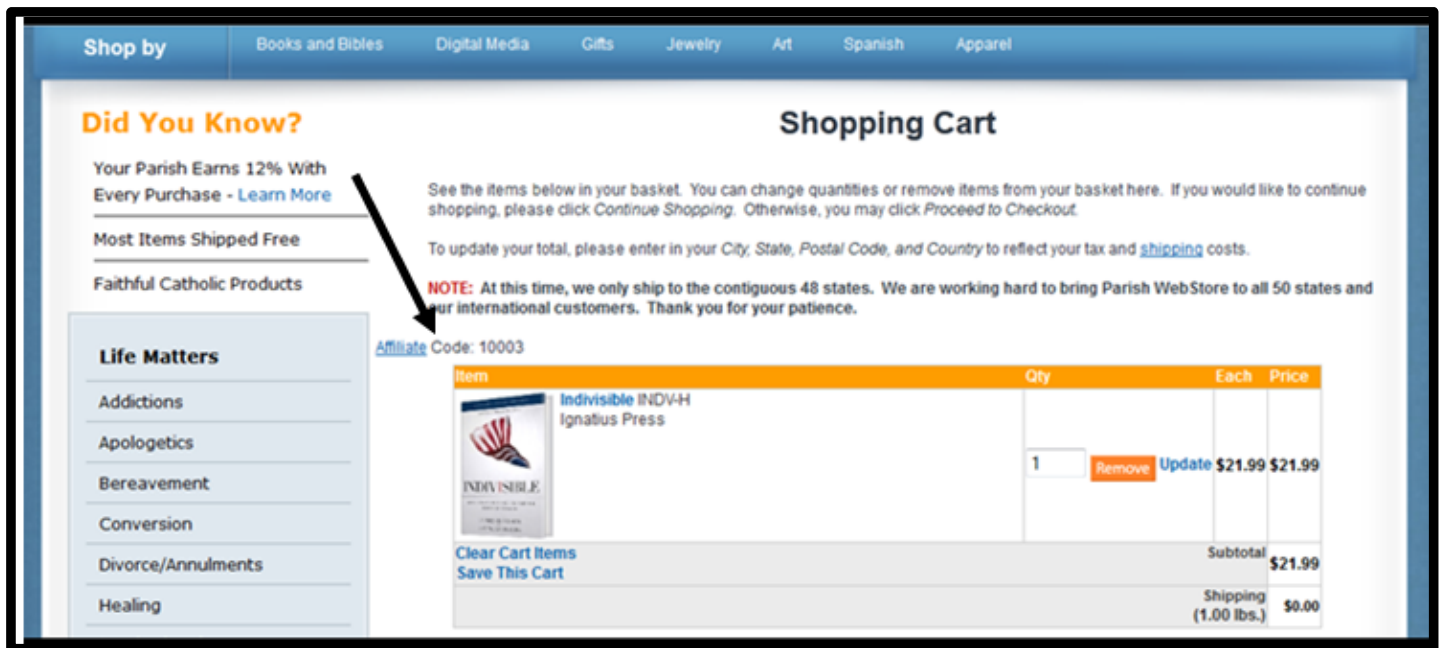 Shop by
Books and Bibles
Digital Media
Gifts
Jewelry
Art
Spanish
Apparel
Did You Know?
Your Parish Earns 12% With
Every Purchase - Learn More
Most Items Shipped Free
Faithful Catholic Products
Life Matters
Addictions
Apologetics
Bereavement
Conversion
Divorce/Annulments
Healing
Shopping Cart
See the items below in your basket. You can change quantities or remove items from your basket here. If you would like to continue
shopping, please click Continue Shopping. Otherwise, you may click Proceed to Checkout.
To update your total, please enter in your City, State, Postal Code, and Country to reflect your tax and shipping costs.
NOTE: At this time, we only ship to the contiguous 48 states. We are working hard to bring Parish WebStore to all 50 states and
our international customers. Thank you for your patience.
Affiliate Code: 10003
Item Qty Each Price
Indivisible INDV-H
Ignatius Press
INDIVISIBLE
1 Remove Update $21.99 $21.99
Clear Cart Items
Save This Cart
Subtotal $21.99
Shipping
(1.00 lbs.) $0.00